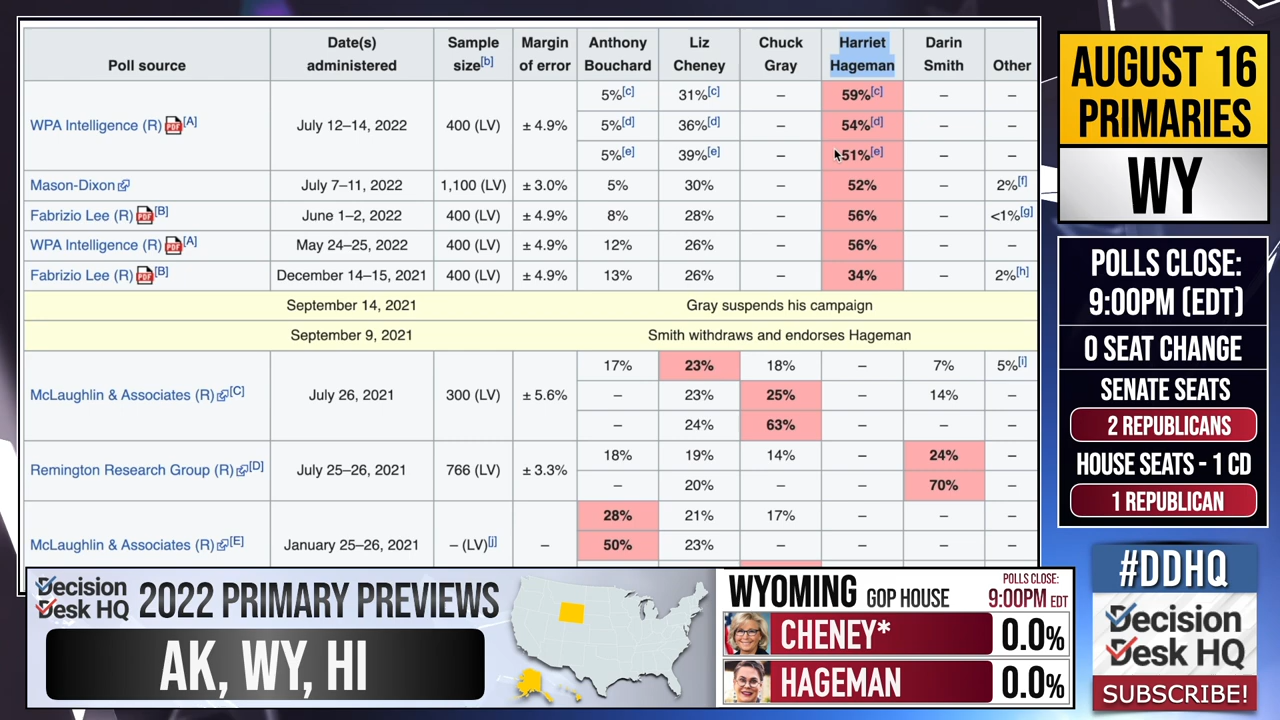 Poll source Date(s) administered Sample size[b] Margin of error Anthony Bouchard Liz Cheney Chuck Gray Harriet Hageman Darin Smith Other
WPA Intelligence (R) PDF [A] July 12–14, 2022 400 (LV) ± 4.9% 5%[c] 31%[c] – 59%[c] – –
5%[d] 36%[d] – 54%[d] – –
5%[e] 39%[e] – 51%[e] – –
Mason-Dixon July 7–11, 2022 1,100 (LV) ± 3.0% 5% 30% – 52% – 2%[f]
Fabrizio Lee (R) PDF [B] June 1–2, 2022 400 (LV) ± 4.9% 8% 28% – 56% – <1%[g]
WPA Intelligence (R) PDF [A] May 24–25, 2022 400 (LV) ± 4.9% 12% 26% – 56% – –
Fabrizio Lee (R) PDF [B] December 14–15, 2021 400 (LV) ± 4.9% 13% 26% – 34% – 2%[h]
September 14, 2021 Gray suspends his campaign
September 9, 2021 Smith withdraws and endorses Hageman
McLaughlin & Associates (R) [C] July 26, 2021 300 (LV) ± 5.6% 17% 23% 18% – 7% 5%[i]
– 23% 25% – 14%
– 24% 63% – – –
Remington Research Group (R) [D] July 25–26, 2021 766 (LV) ± 3.3% 18% 19% 14% – 24% –
– 20% – – 70% –
McLaughlin & Associates (R) [E] January 25–26, 2021 – (LV)[j] – 28% 21% 17% – – –
50% 23% – – – –
AUGUST 16
PRIMARIES
WY
POLLS CLOSE:
9:00PM (EDT)
0 SEAT CHANGE
SENATE SEATS
2 REPUBLICANS
HOUSE SEATS - 1 CD
1 REPUBLICAN
Decision
Desk HQ
2022 PRIMARY PREVIEWS
AK, WY, HI
WYOMING GOP HOUSE
POLLS CLOSE:
9:00PM EDT
CHENEY* 0.0%
HAGEMAN 0.0%
#DDHQ
Decision
Desk HQ
SUBSCRIBE!